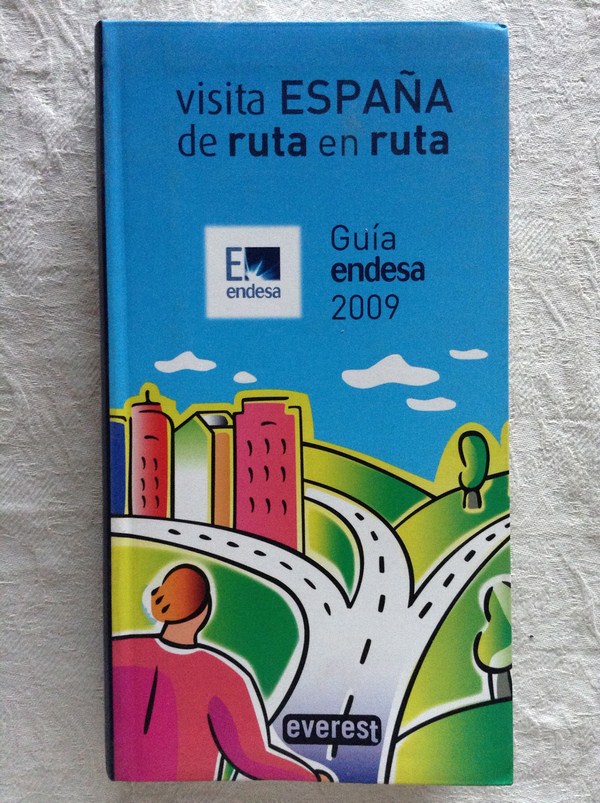 visita ESPAÑA
de ruta en ruta
E
endesa
Guía
endesa
2009
everest